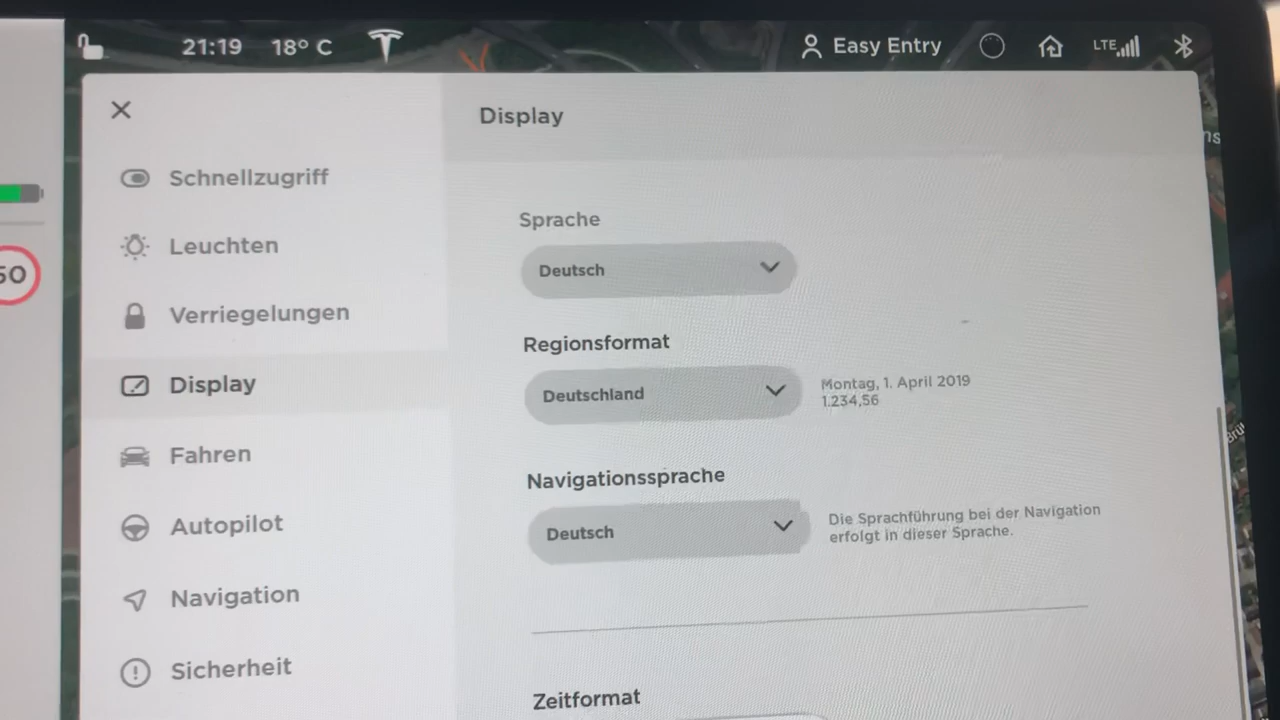 21:19 18° C Easy Entry LTE
Display
Schnellzugriff
Leuchten
Verriegelungen
Display
Fahren
Autopilot
Navigation
Sicherheit
Sprache
Deutsch
Regionsformat
Deutschland
Montag, 1. April 2019
1.234,56
Navigationssprache
Deutsch
Die Sprachführung bei der Navigation
erfolgt in dieser Sprache.
Zeitformat
50